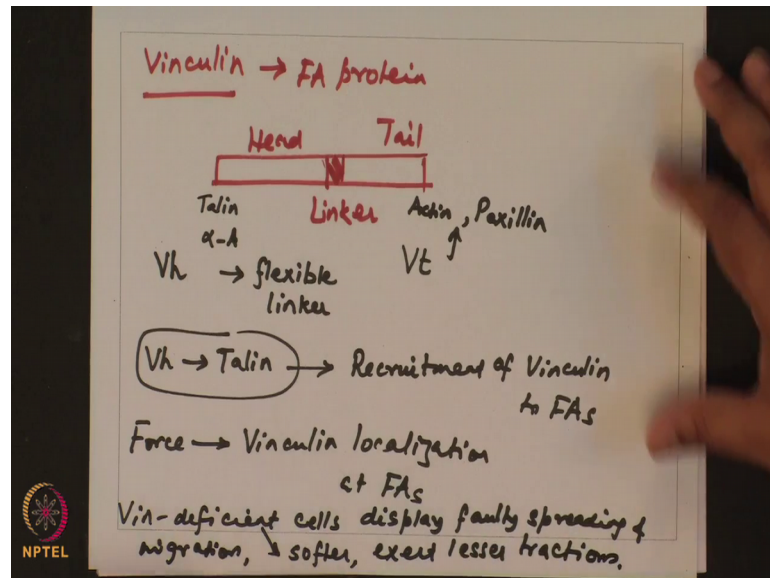 Vinculin → FA protein
Head Tail
Talin Linker Actin, Paxillin
α-A
Vh → flexible Vt
linker
Vh → Talin → Recruitment of Vinculin
to FAs
Force → Vinculin localization
at FAs
Vin-deficient cells display faulty spreading &
migration, ↘ softer, exert lesser tractions.
NPTEL